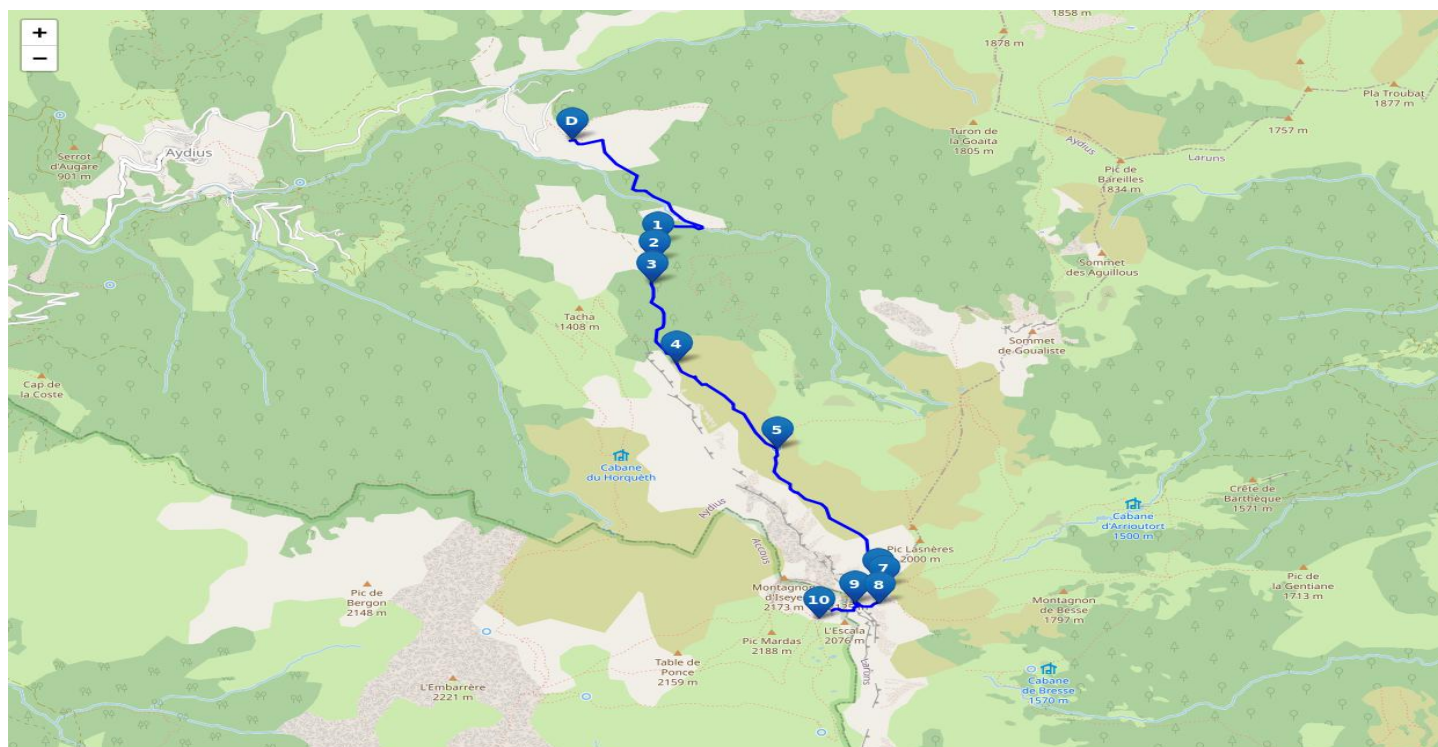 +
−
1858 m
1878 m
Pla Troubat
1877 m
D
Turon de
la Goaita
1805 m
1757 m
Aydius
Aydius
Laruns
Serrot
d'Augare
901 m
Pic de
Bareilles
1834 m
1
2
3
Sommet
des Aguillous
Tacha
1408 m
4
Sommet
de Goualiste
Cap de
la Coste
5
Cabane
du Horquèth
Crête de
Barthèque
1571 m
Aydius
Cabane
d'Arrioutort
1500 m
Accous
Pic Lasnères
2000 m
7
Pic de
la Gentiane
1713 m
Pic de
Bergon
2148 m
Montagnon
d'Iseye
2173 m
9
8
10
Montagnon
de Besse
1797 m
L'Escala
2076 m
Pic Mardas
2188 m
Table de
Ponce
2159 m
Laruns
L'Embarrère
2221 m
Cabane
de Bresse
1570 m